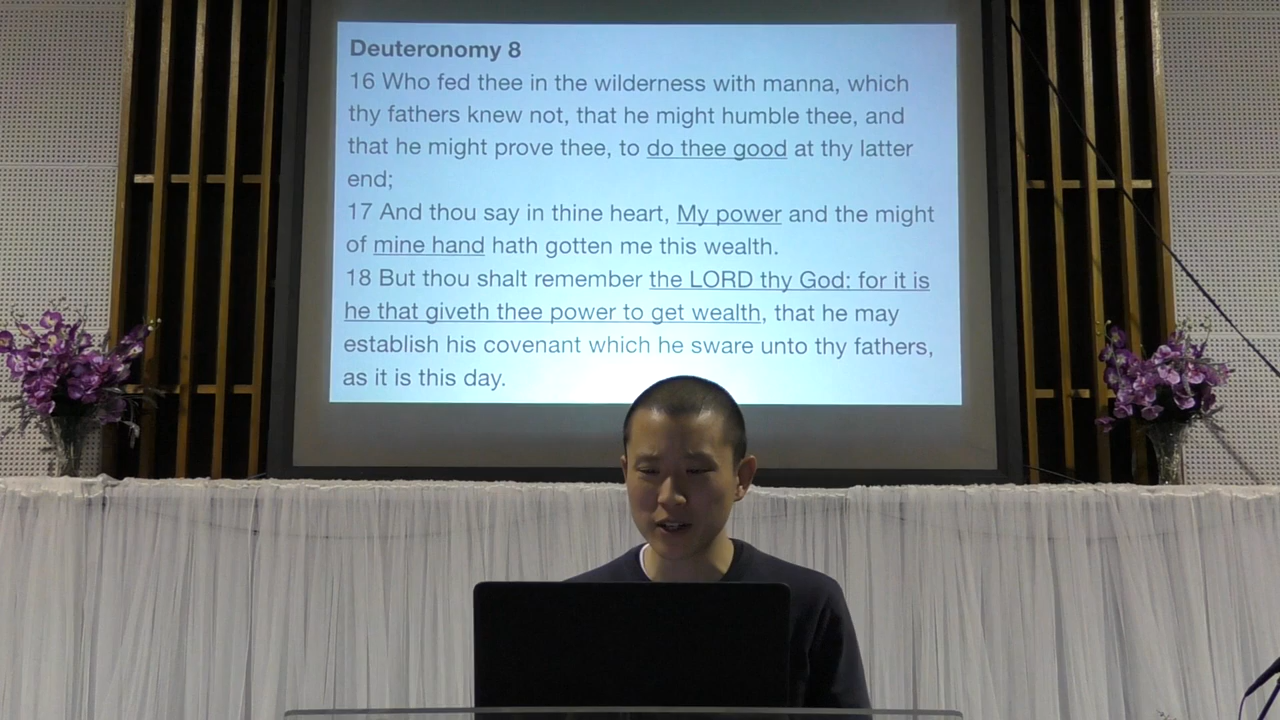 Deuteronomy 8
16 Who fed thee in the wilderness with manna, which
thy fathers knew not, that he might humble thee, and
that he might prove thee, to do thee good at thy latter
end;
17 And thou say in thine heart, My power and the might
of mine hand hath gotten me this wealth.
18 But thou shalt remember the LORD thy God: for it is
he that giveth thee power to get wealth, that he may
establish his covenant which he sware unto thy fathers,
as it is this day.